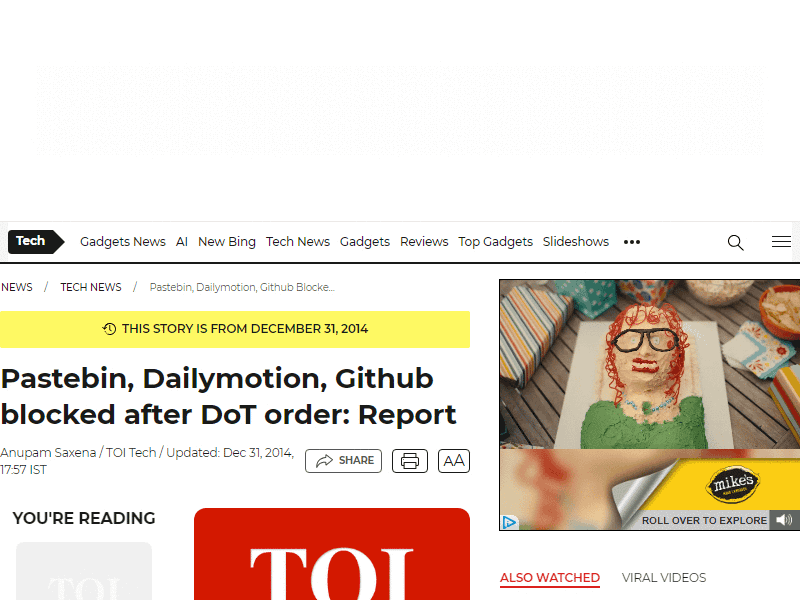 Tech
Gadgets News AI New Bing Tech News Gadgets Reviews Top Gadgets Slideshows •••
NEWS / TECH NEWS / Pastebin, Dailymotion, Github Blocke...
THIS STORY IS FROM DECEMBER 31, 2014
Pastebin, Dailymotion, Github
blocked after DoT order: Report
Anupam Saxena / TOI Tech / Updated: Dec 31, 2014,
17:57 IST
SHARE
AA
YOU'RE READING
TOI
TOI
mike's
ROLL OVER TO EXPLORE
ALSO WATCHED
VIRAL VIDEOS